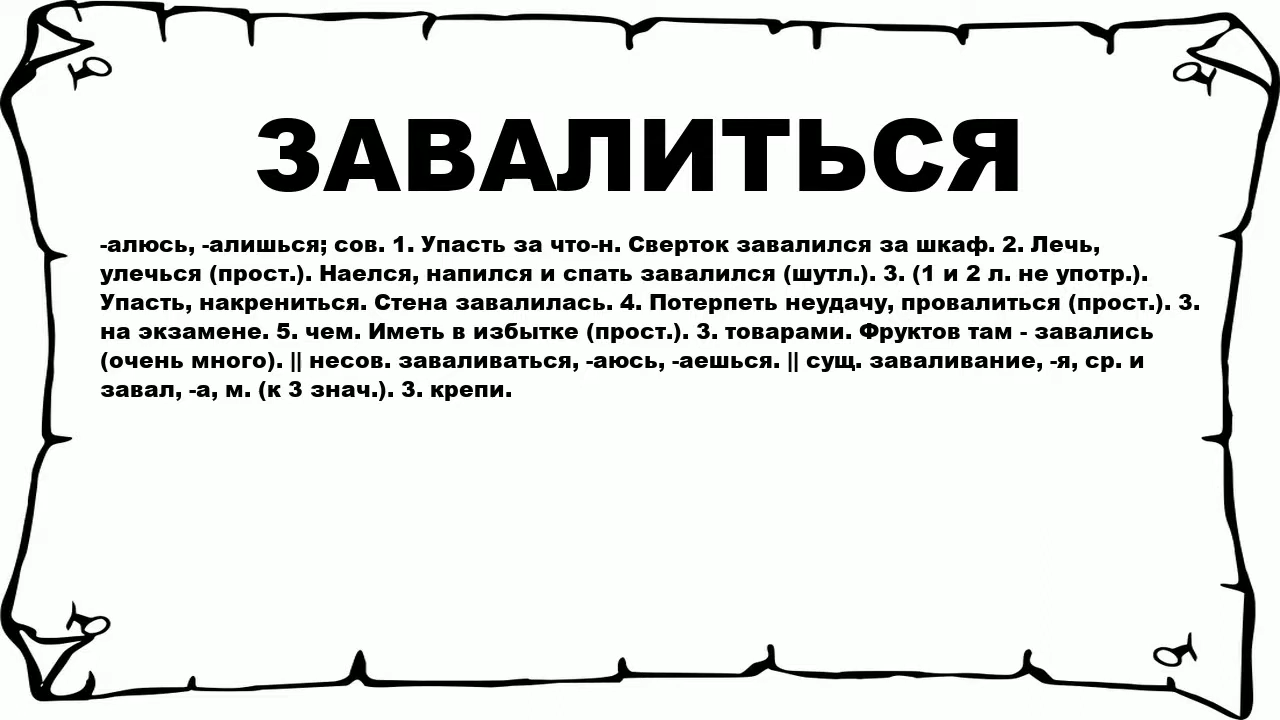 ЗАВАЛИТЬСЯ
-алюсь, -алишься; сов. 1. Упасть за что-н. Сверток завалился за шкаф. 2. Лечь,
улечься (прост.). Наелся, напился и спать завалился (шутл.). 3. (1 и 2 л. не употр.).
Упасть, накрениться. Стена завалилась. 4. Потерпеть неудачу, провалиться (прост.). 3.
на экзамене. 5. чем. Иметь в избытке (прост.). 3. товарами. Фруктов там - завались
(очень много). || несов. заваливаться, -аюсь, -аешься. || сущ. заваливание, -я, ср. и
завал, -а, м. (к 3 знач.). 3. крепи.